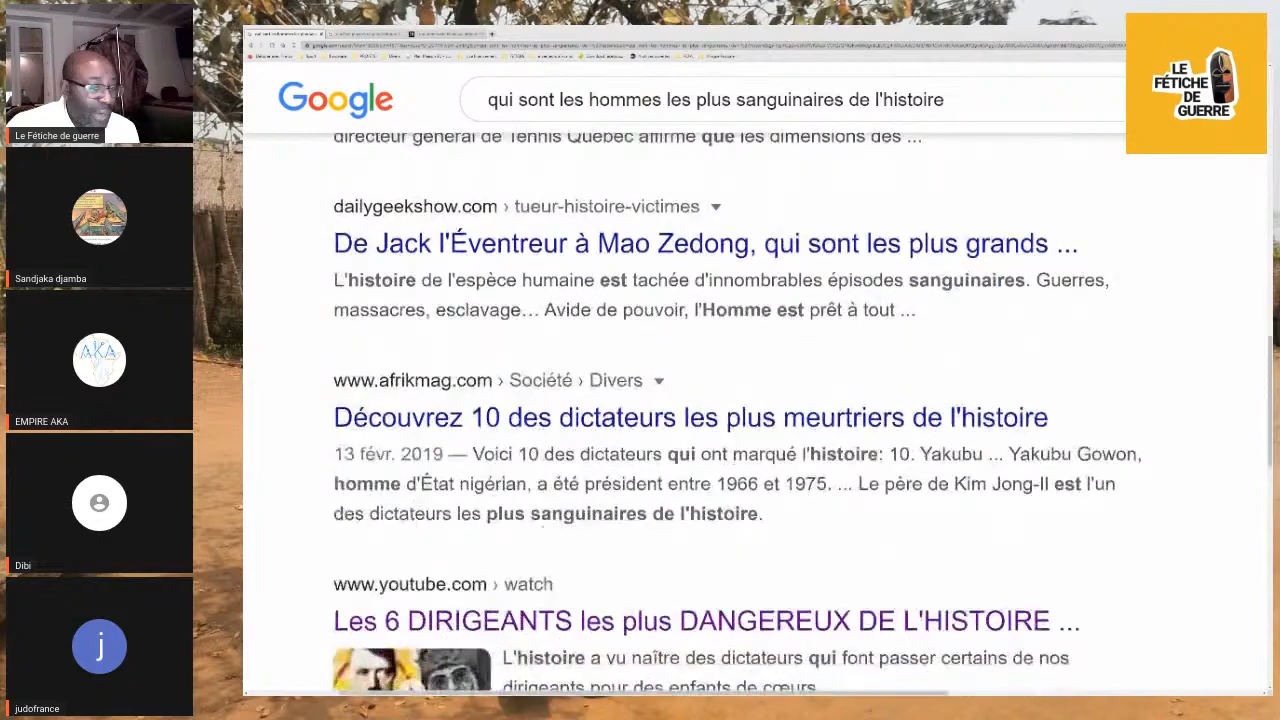 Le Fétiche de guerre
Sandjaka djamba
EMPIRE AKA
Dibi
j
judofrance
LE
FÉTICHE
DE
GUERRE
Google
qui sont les hommes les plus sanguinaires de l'histoire
directeur général de Tennis Québec affirme que les dimensions des ...
dailygeekshow.com › tueur-histoire-victimes
De Jack l'Éventreur à Mao Zedong, qui sont les plus grands ...
L'histoire de l'espèce humaine est tachée d'innombrables épisodes sanguinaires. Guerres,
massacres, esclavage… Avide de pouvoir, l'Homme est prêt à tout ...
www.afrikmag.com › Société › Divers
Découvrez 10 des dictateurs les plus meurtriers de l'histoire
13 févr. 2019 — Voici 10 des dictateurs qui ont marqué l'histoire: 10. Yakubu ... Yakubu Gowon,
homme d'État nigérian, a été président entre 1966 et 1975. ... Le père de Kim Jong-Il est l'un
des dictateurs les plus sanguinaires de l'histoire.
www.youtube.com › watch
Les 6 DIRIGEANTS les plus DANGEREUX DE L'HISTOIRE ...
L'histoire a vu naître des dictateurs qui font passer certains de nos
dirigeants pour des enfants de cœurs
AKA